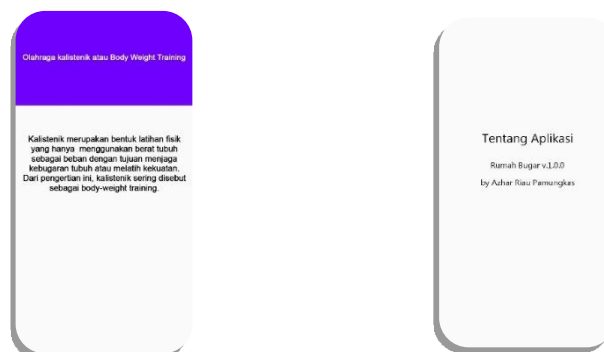 Olahraga kalistenik atau Body Weight Training
Kalistenik merupakan bentuk latihan fisik
yang hanya menggunakan berat tubuh
sebagai beban dengan tujuan menjaga
kebugaran tubuh atau melatih kekuatan.
Dari pengertian ini, kalistenik sering disebut
sebagai body-weight training.
Tentang Aplikasi
Rumah Bugar v.1.0.0
by Azhar Riau Pamungkas